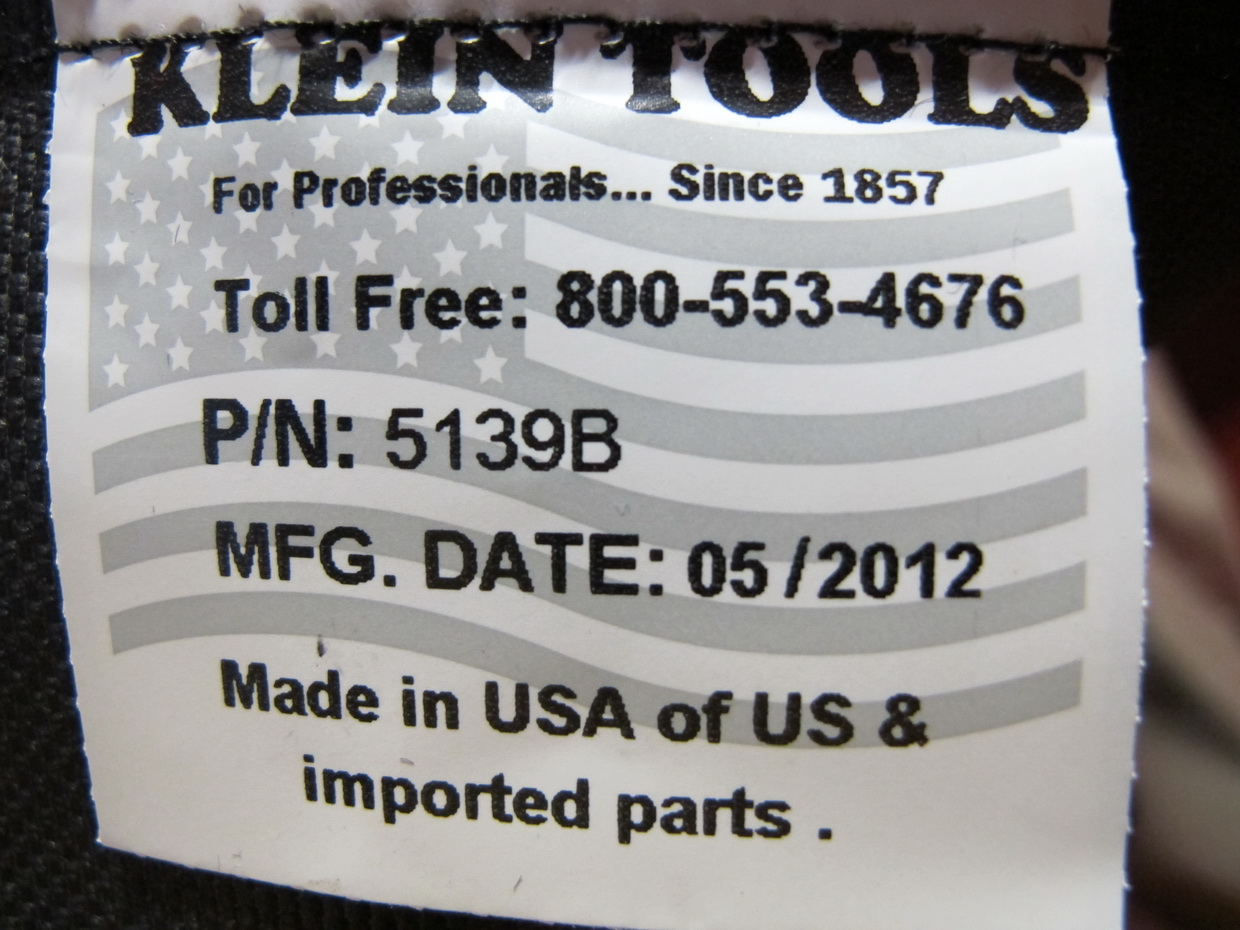 KLEIN TOOLS
For Professionals... Since 1857
Toll Free: 800-553-4676
P/N: 5139B
MFG. DATE: 05/2012
Made in USA of US &
imported parts .